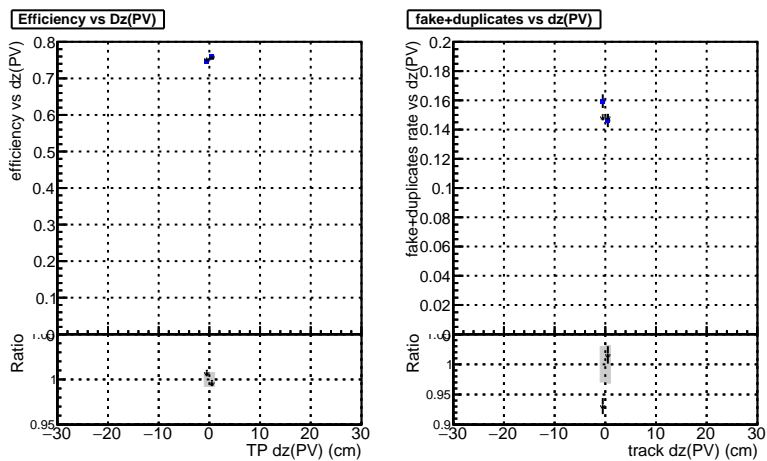 Efficiency vs Dz(PV)
efficiency vs dz(PV)
0.8
0.7
0.6
0.5
0.4
0.3
0.2
0.1
0
Ratio
1
0.95
−30 −20 −10 0 10 20 30
TP dz(PV) (cm)
fake+duplicates vs dz(PV)
fake+duplicates rate vs dz(PV)
0.2
0.18
0.16
0.14
0.12
0.1
0.08
0.06
0.04
0.02
0
Ratio
1
0.95
0.9
−30 −20 −10 0 10 20 30
track dz(PV) (cm)